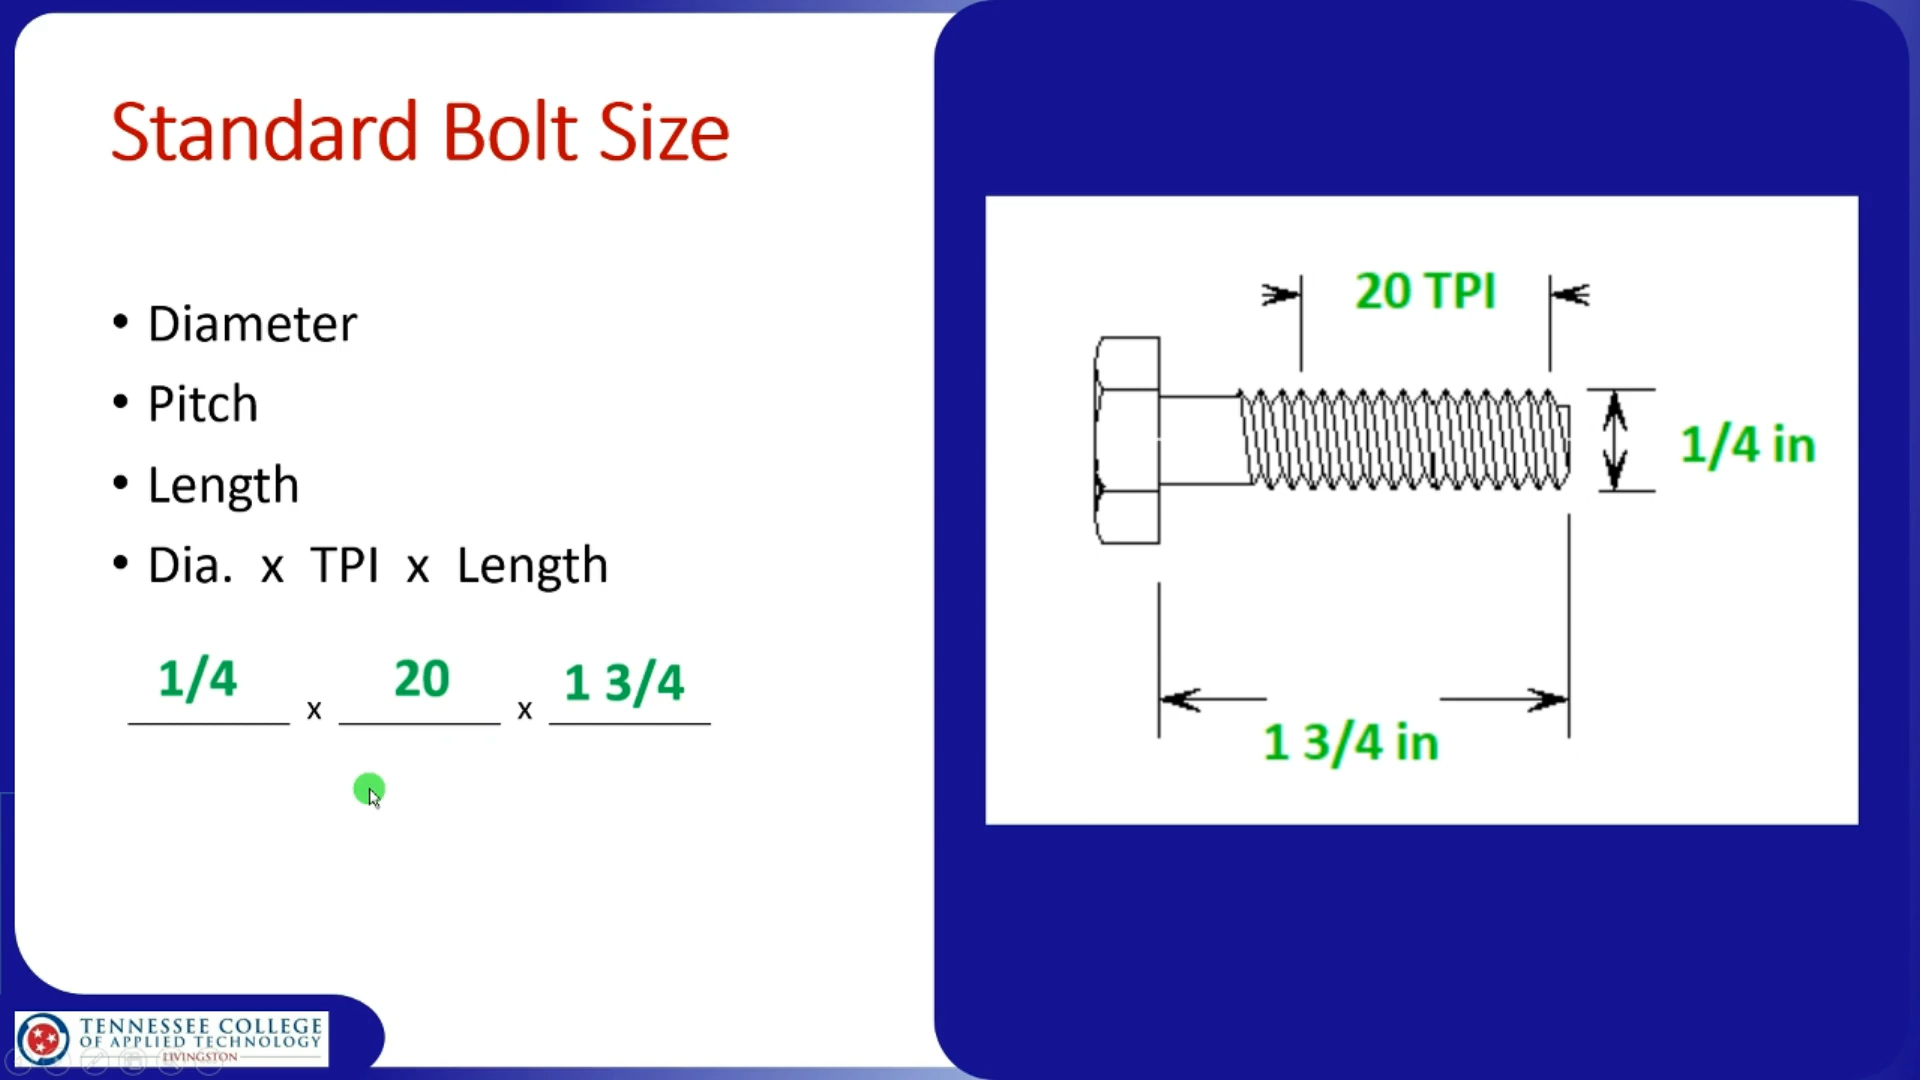 Standard Bolt Size
• Diameter
• Pitch
• Length
• Dia. x TPI x Length
1/4 x 20 x 1 3/4
20 TPI
1/4 in
1 3/4 in
TENNESSEE COLLEGE
OF APPLIED TECHNOLOGY
LIVINGSTON